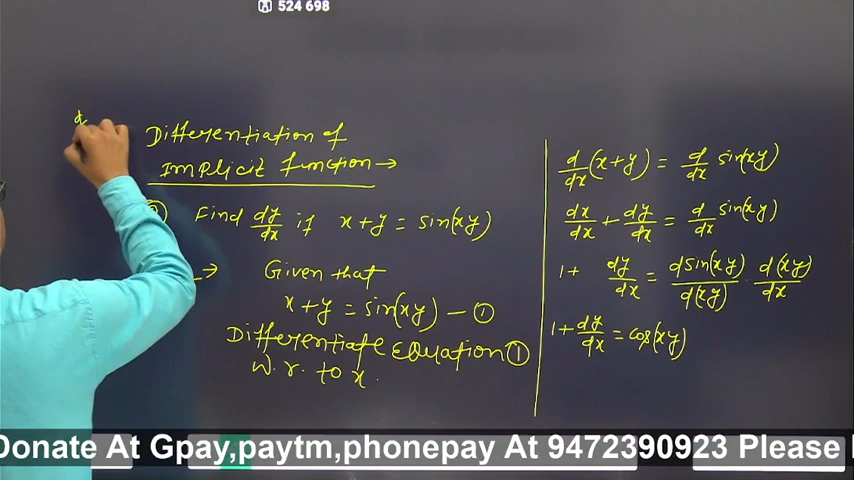 524 698
Differentiation of
Implicit function →
Find dy/dx if x+y = sin(xy)
→ Given that
x+y = sin(xy) — ①
Differentiate Equation ①
w. r. to x.
d/dx (x+y) = d/dx sin(xy)
dx/dx + dy/dx = d/dx sin(xy)
1+ dy/dx = dsin(xy)/d(xy) . d(xy)/dx
1+ dy/dx = cos(xy)
Donate At Gpay,paytm,phonepay At 9472390923 Please